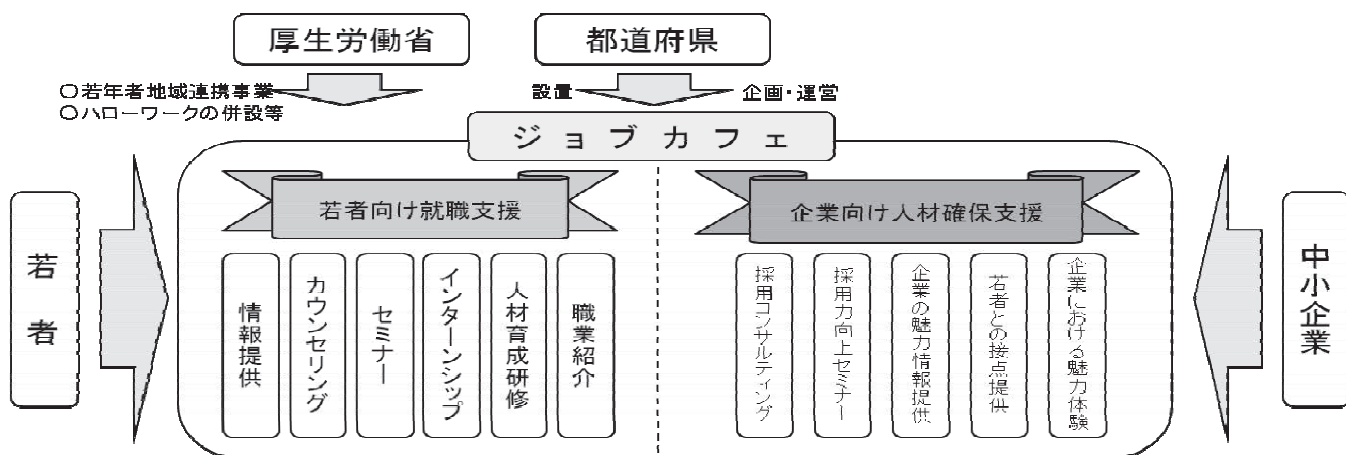 厚生労働省
都道府県
〇若年者地域連携事業
〇ハローワークの併設等
設置
企画・運営
ジョブカフェ
若者
若者向け就職支援
情報提供
カウンセリング
セミナー
インターンシップ
人材育成研修
職業紹介
企業向け人材確保支援
採用コンサルティング
採用力向上セミナー
企業の魅力情報提供
若者との接点提供
企業における魅力体験
中小企業